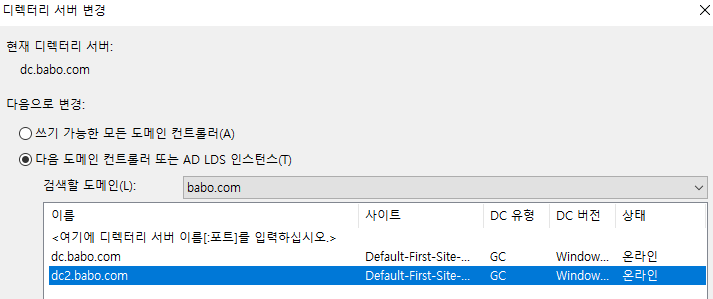 디렉터리 서버 변경
현재 디렉터리 서버:
dc.babo.com
다음으로 변경:
쓰기 가능한 모든 도메인 컨트롤러(A)
다음 도메인 컨트롤러 또는 AD LDS 인스턴스(T)
검색할 도메인(L): babo.com
이름 사이트 DC 유형 DC 버전 상태
<여기에 디렉터리 서버 이름[:포트]를 입력하십시오.>
dc.babo.com Default-First-Site-... GC Window... 온라인
dc2.babo.com Default-First-Site-... GC Window... 온라인